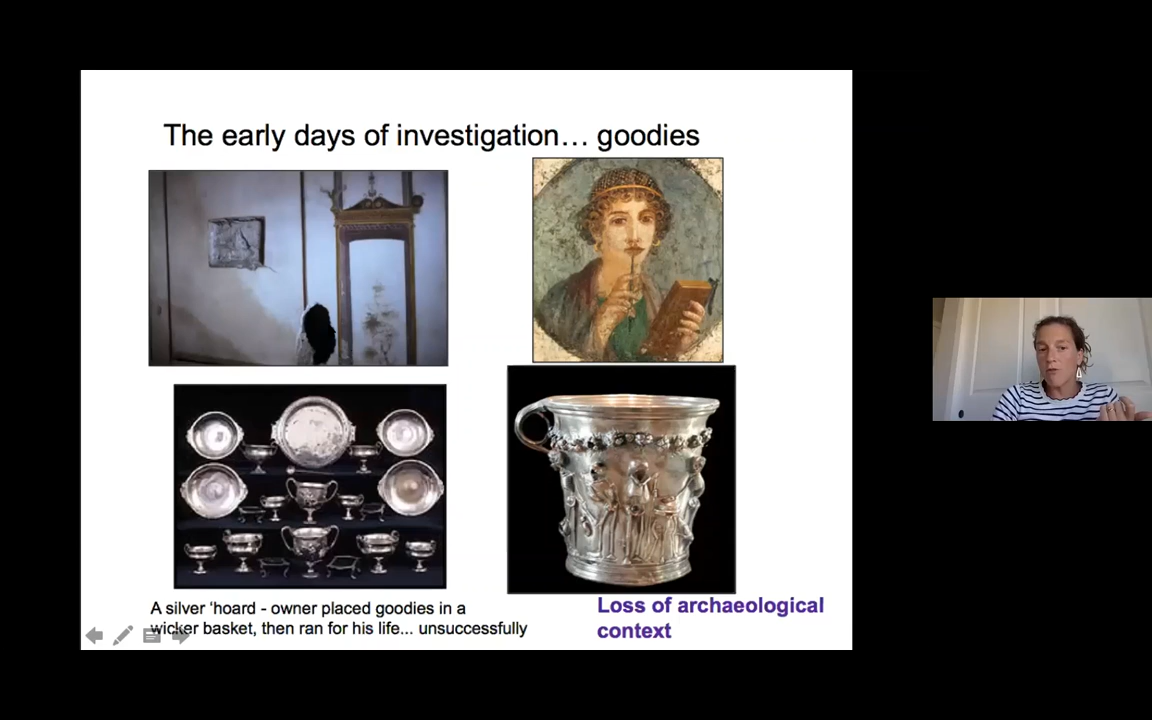 The early days of investigation... goodies
A silver ‘hoard - owner placed goodies in a
wicker basket, then ran for his life... unsuccessfully
Loss of archaeological
context